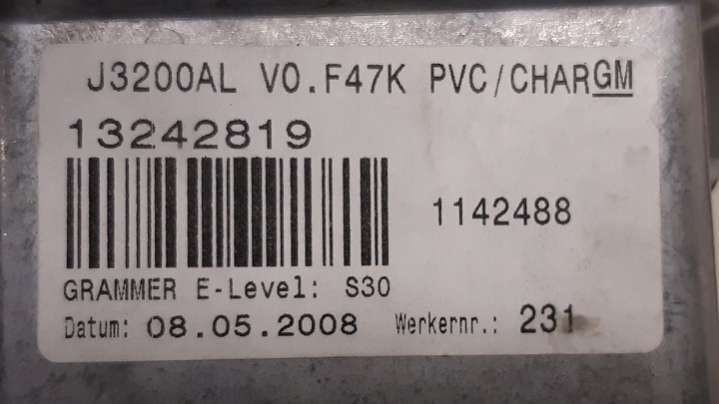 J3200AL V0.F47K PVC/CHARGM
13242819
1142488
GRAMMER E-Level: S30
Datum: 08.05.2008 Werkernr.: 231